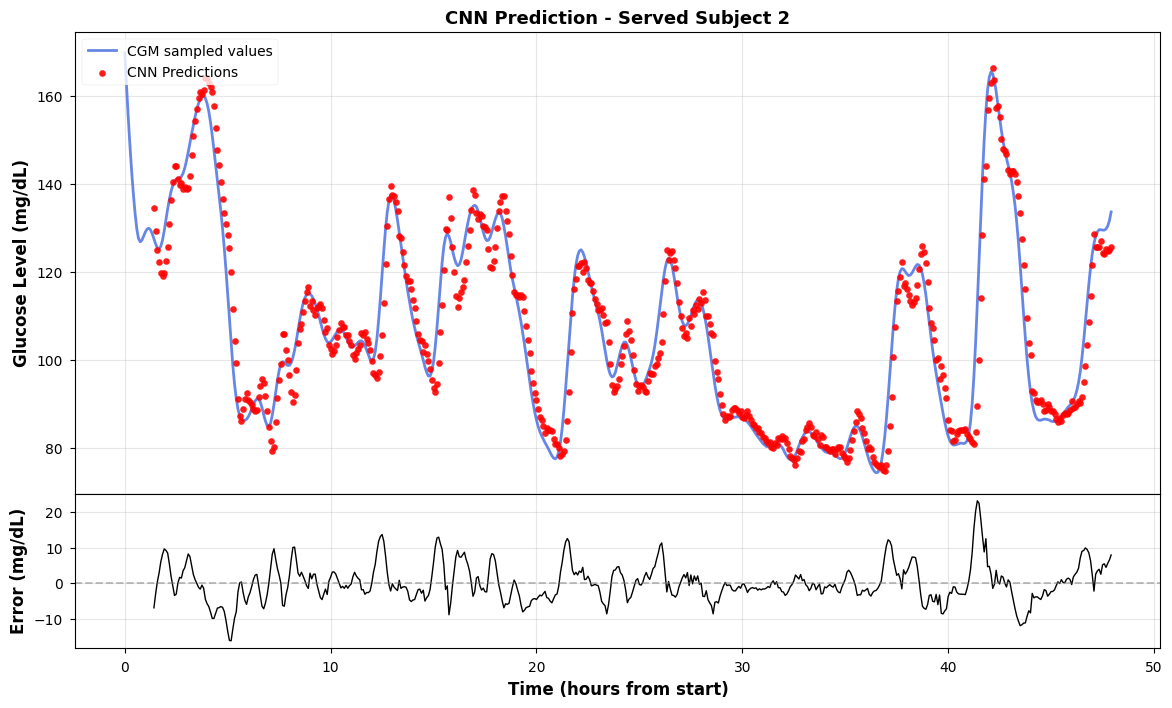 CNN Prediction - Served Subject 2
CGM sampled values
CNN Predictions
Glucose Level (mg/dL)
160
140
120
100
80
Error (mg/dL)
20
10
0
−10
0
10
20
30
40
50
Time (hours from start)